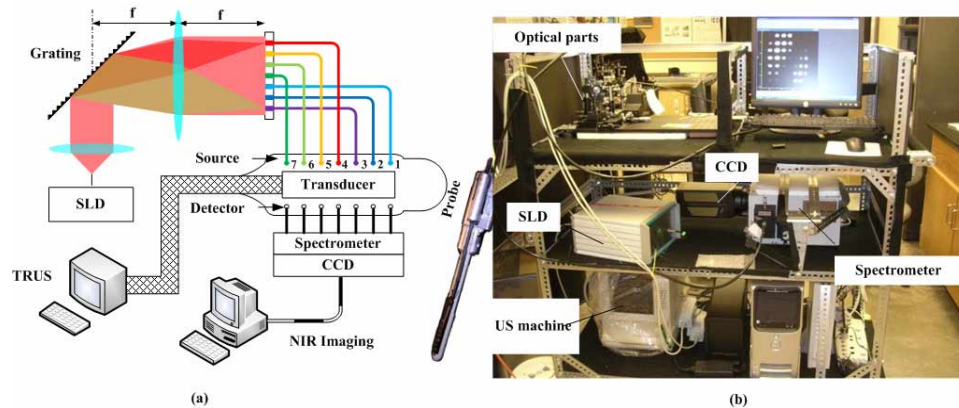 f
f
Grating
Source
7 6 5 4 3 2 1
SLD
Transducer
Detector
Probe
Spectrometer
CCD
TRUS
NIR Imaging
(a)
Optical parts
CCD
SLD
Spectrometer
US machine
(b)